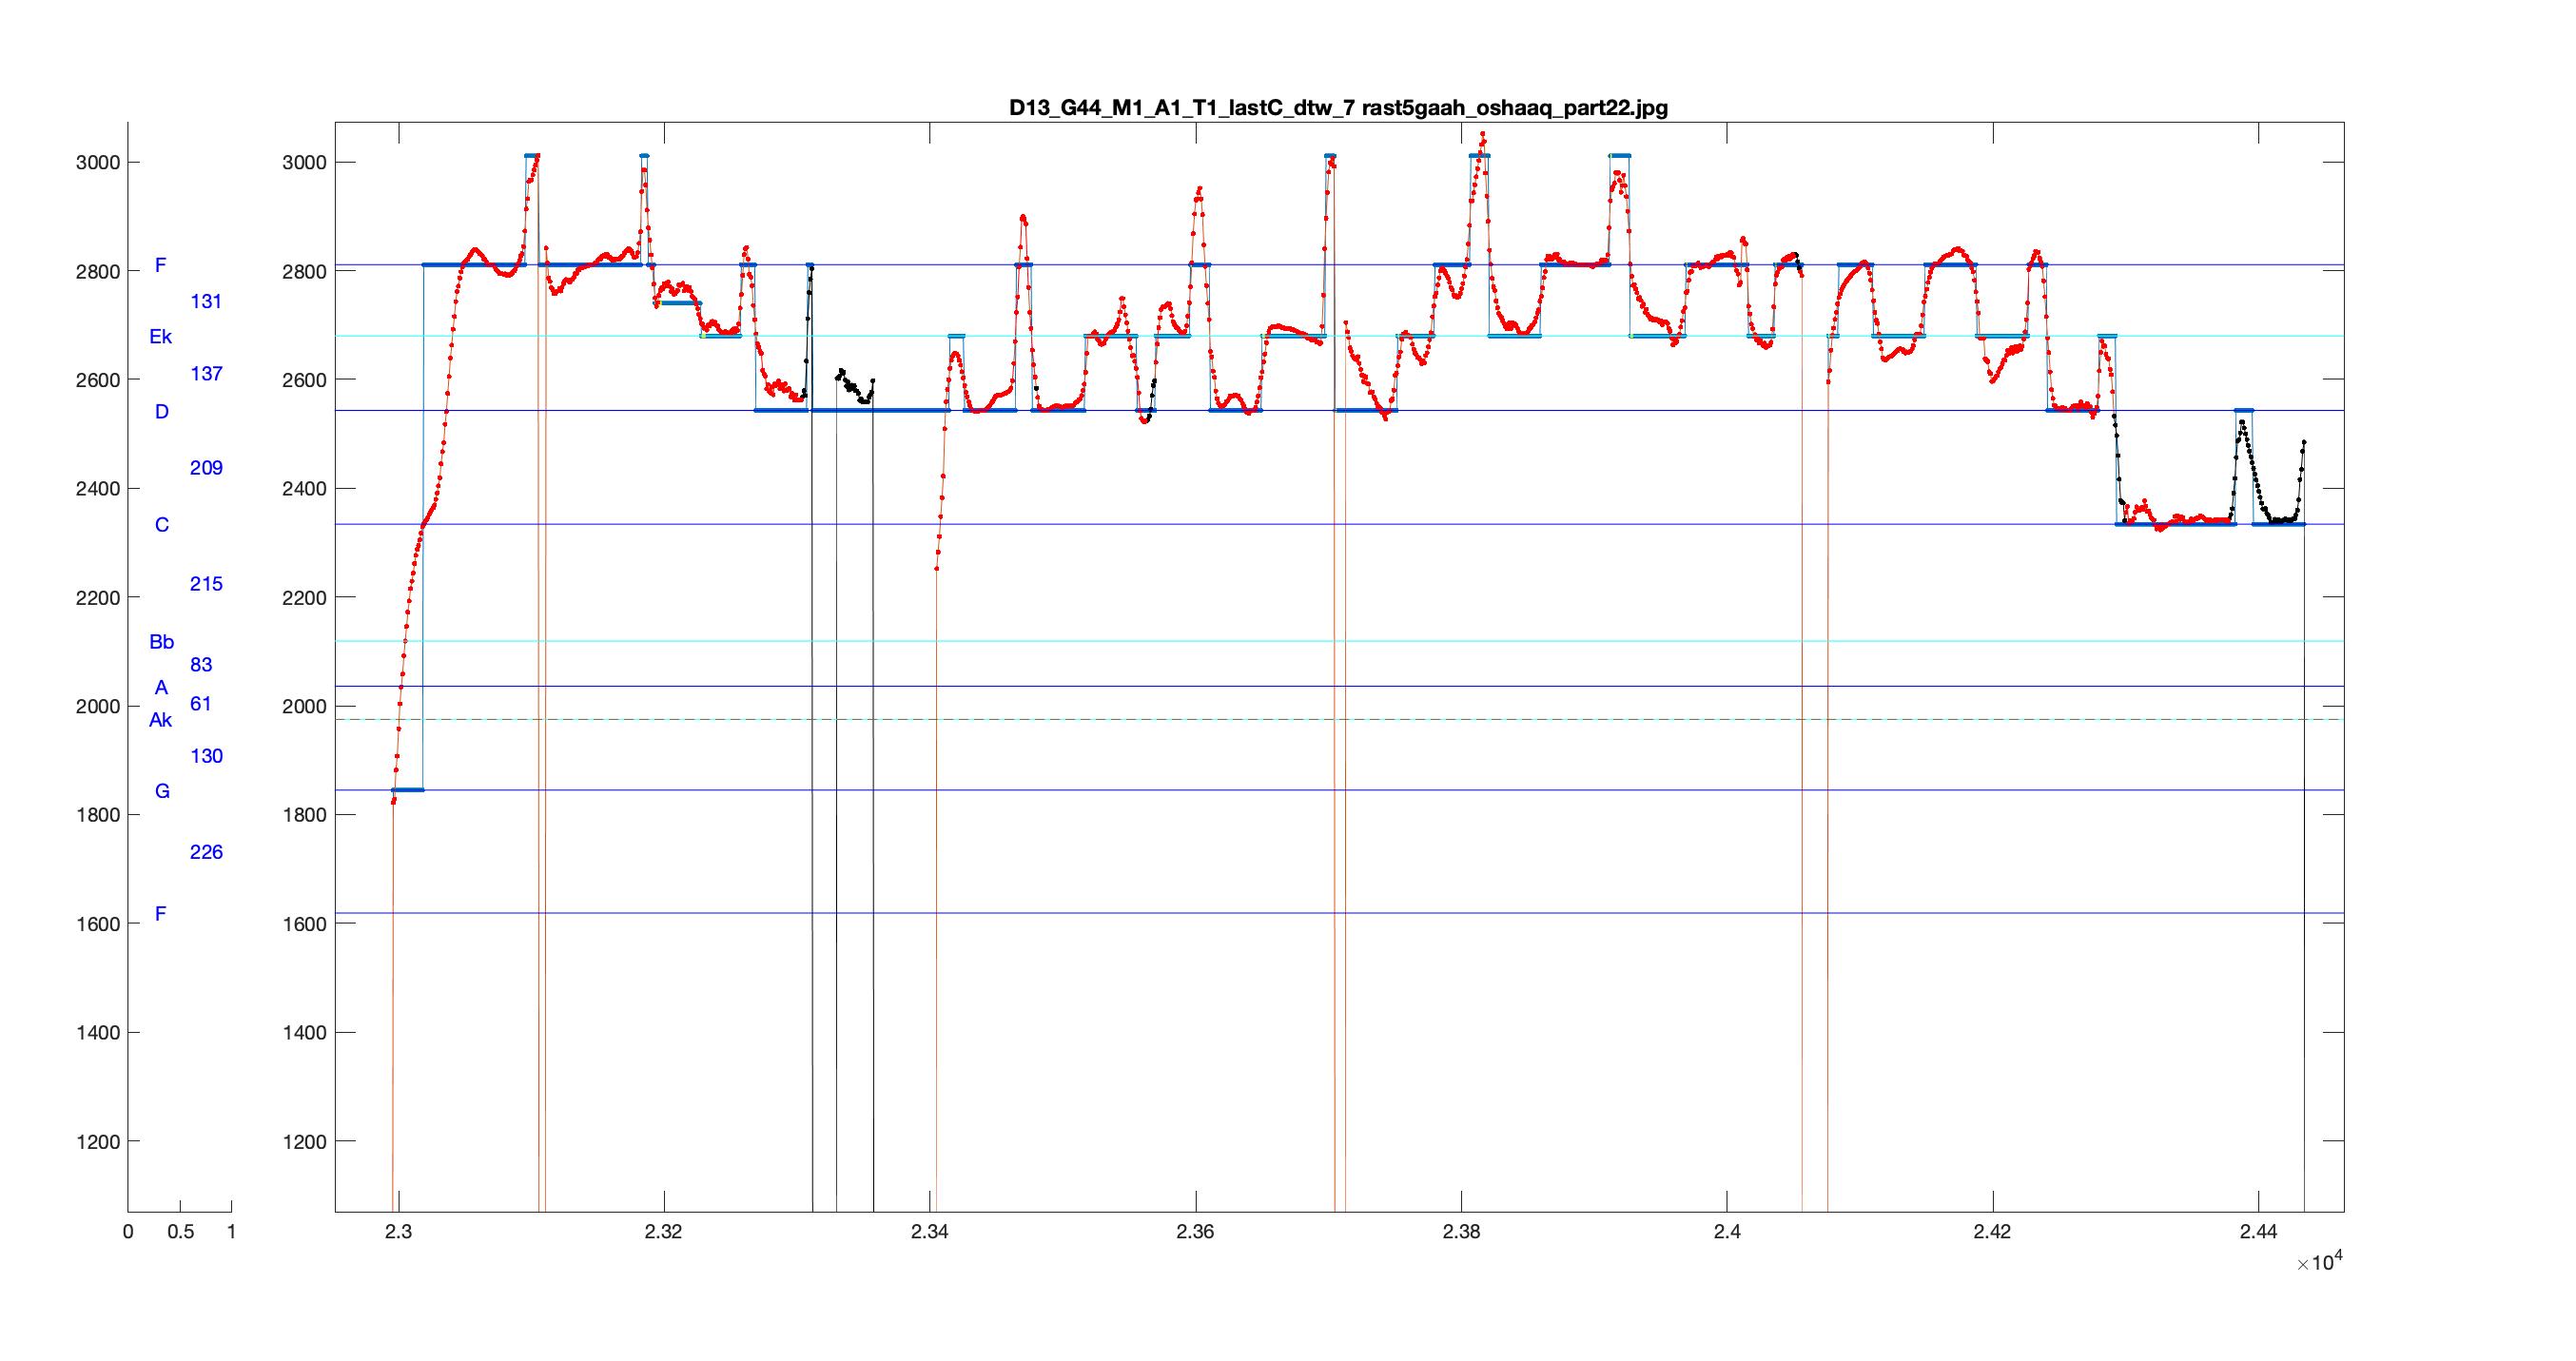 D13_G44_M1_A1_T1_lastC_dtw_7 rast5gaah_oshaaq_part22.jpg
3000 3000
F
2800 2800
131
Ek
137
2600 2600
D
209
2400 2400
C
215
2200 2200
Bb
83
A
61
2000 2000
Ak
130
G
1800 1800
226
F
1600 1600
1400 1400
1200 1200
0 0.5 1 2.3 2.32 2.34 2.36 2.38 2.4 2.42 2.44
×10⁴